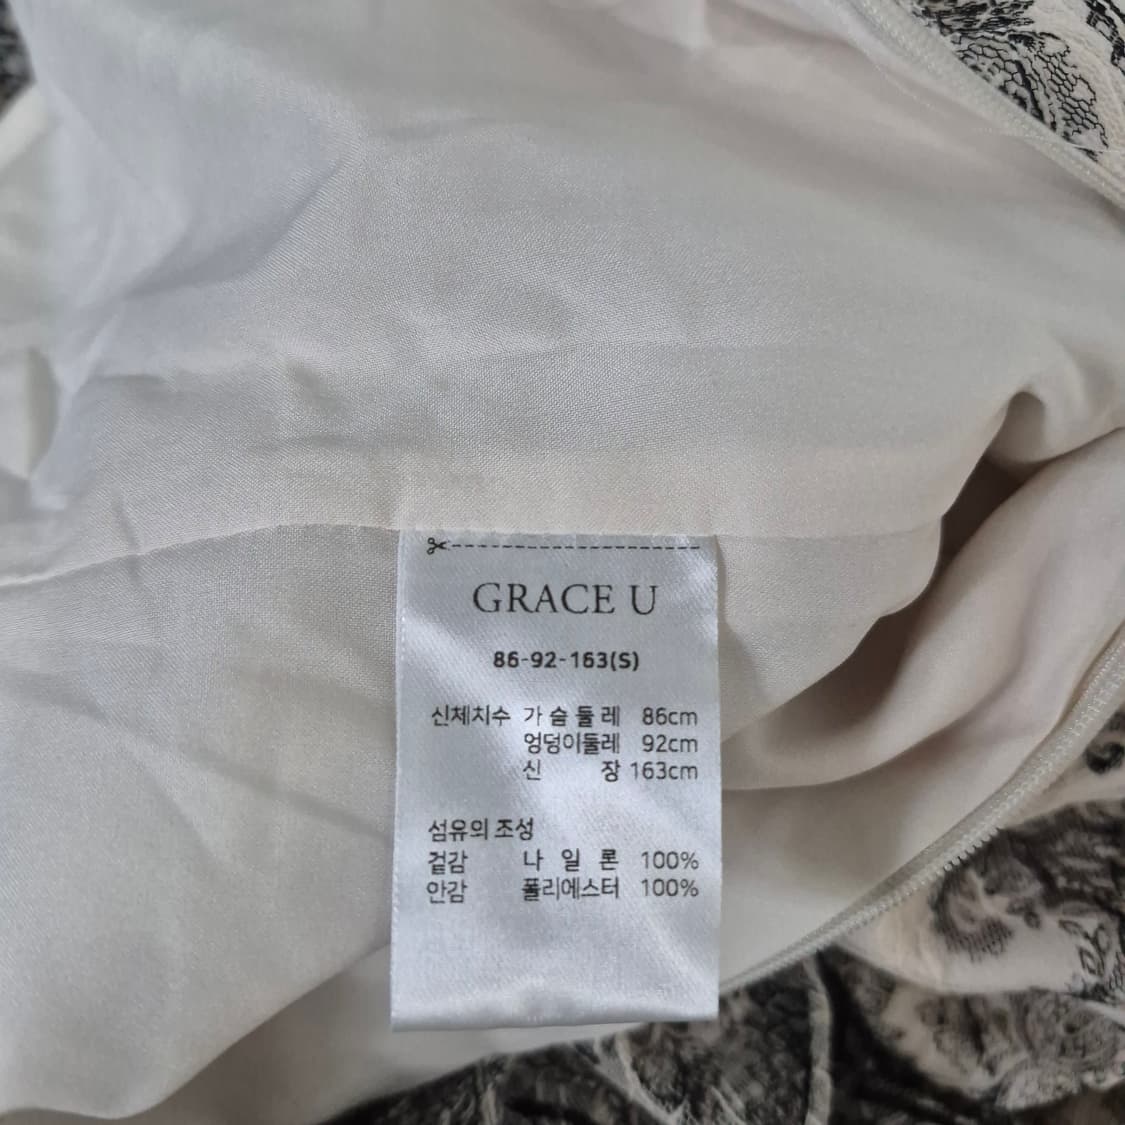 GRACE U
86-92-163(S)
신체치수 가슴둘레 86cm
엉덩이둘레 92cm
신 장 163cm
섬유의 조성
겉감 나 일 론 100%
안감 폴리에스터 100%